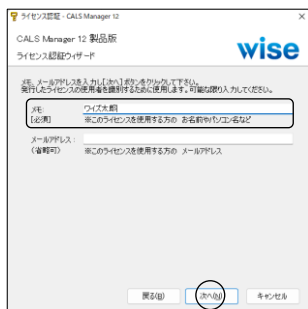 ライセンス認証 - CALS Manager 12
CALS Manager 12 製品版
ライセンス認証ウィザード
wise
メモ、メールアドレスを入力し[次へ]ボタンをクリックして下さい。
発行したライセンスの使用者を識別するために使用します。可能な限り入力してください。
メモ: ワイズ太郎
[必須] ※このライセンスを使用する方の お名前やパソコン名など
メールアドレス:
(省略可) ※このライセンスを使用する方の メールアドレス
戻る(B) 次へ(N) キャンセル